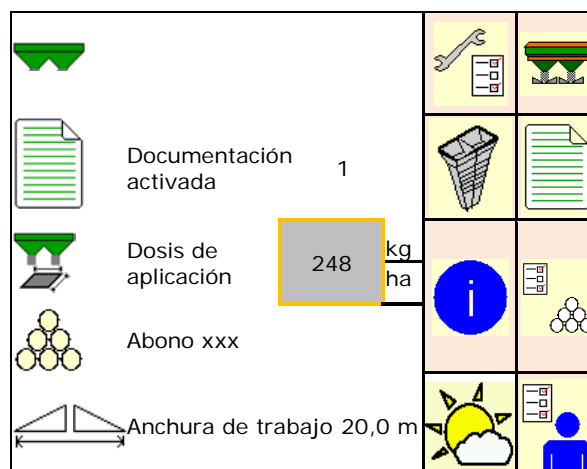 Documentación
activada
1
Dosis de
aplicación
248
kg
ha
i
Abono xxx
Anchura de trabajo 20,0 m